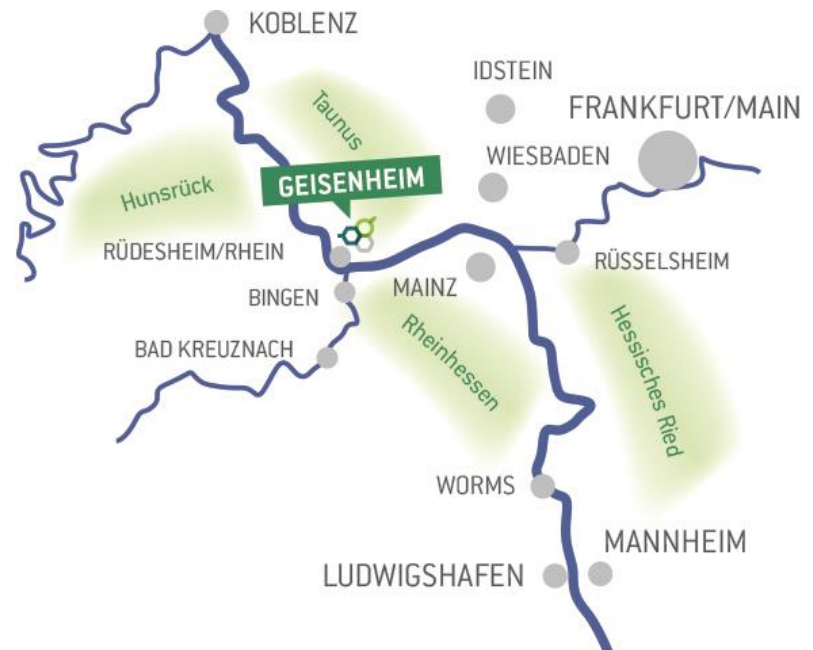 KOBLENZ
IDSTEIN
FRANKFURT/MAIN
Taunus
WIESBADEN
Hunsrück
GEISENHEIM
RÜDESHEIM/RHEIN
RÜSSELSHEIM
MAINZ
BINGEN
BAD KREUZNACH
Rheinhessen
Hessisches Ried
WORMS
MANNHEIM
LUDWIGSHAFEN